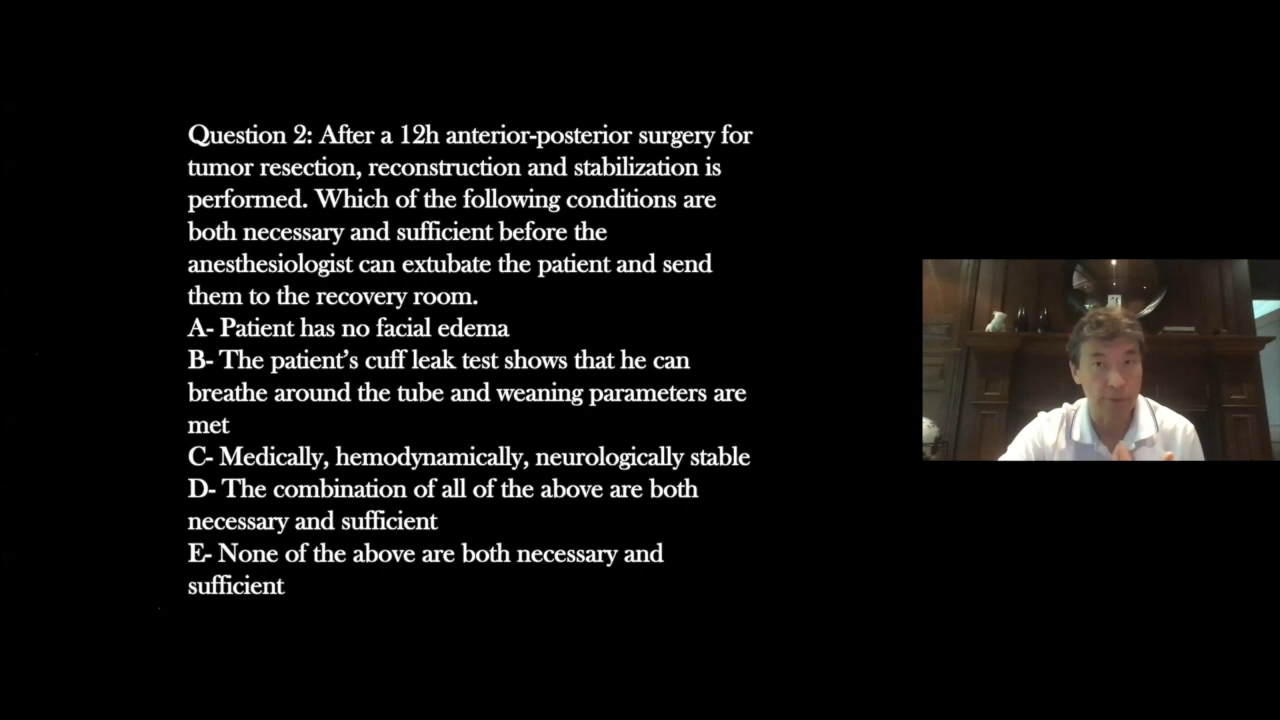 Question 2: After a 12h anterior-posterior surgery for
tumor resection, reconstruction and stabilization is
performed. Which of the following conditions are
both necessary and sufficient before the
anesthesiologist can extubate the patient and send
them to the recovery room.
A- Patient has no facial edema
B- The patient’s cuff leak test shows that he can
breathe around the tube and weaning parameters are
met
C- Medically, hemodynamically, neurologically stable
D- The combination of all of the above are both
necessary and sufficient
E- None of the above are both necessary and
sufficient